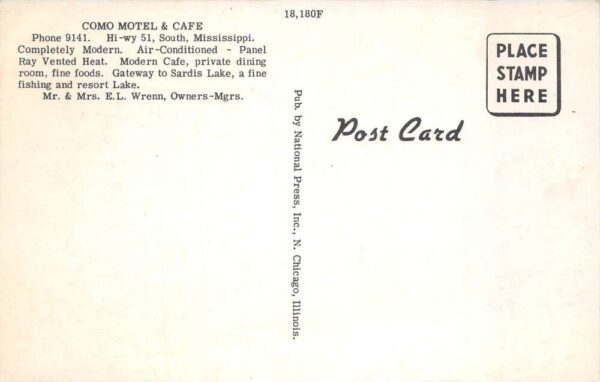 18,180F
COMO MOTEL & CAFE
Phone 9141. Hi-wy 51, South, Mississippi.
Completely Modern. Air-Conditioned - Panel
Ray Vented Heat. Modern Cafe, private dining
room, fine foods. Gateway to Sardis Lake, a fine
fishing and resort Lake.
Mr. & Mrs. E.L. Wrenn, Owners-Mgrs.
Pub. by National Press, Inc., N. Chicago, Illinois.
Post Card
PLACE
STAMP
HERE